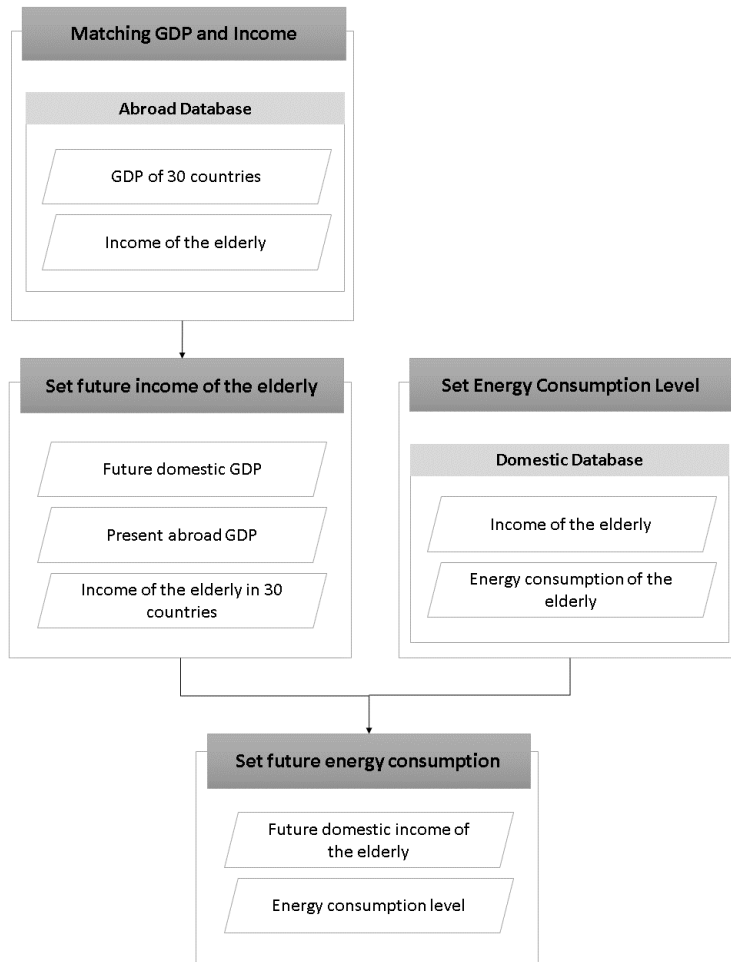 Matching GDP and Income
Abroad Database
GDP of 30 countries
Income of the elderly
Set future income of the elderly
Future domestic GDP
Present abroad GDP
Income of the elderly in 30
countries
Set Energy Consumption Level
Domestic Database
Income of the elderly
Energy consumption of the
elderly
Set future energy consumption
Future domestic income of
the elderly
Energy consumption level